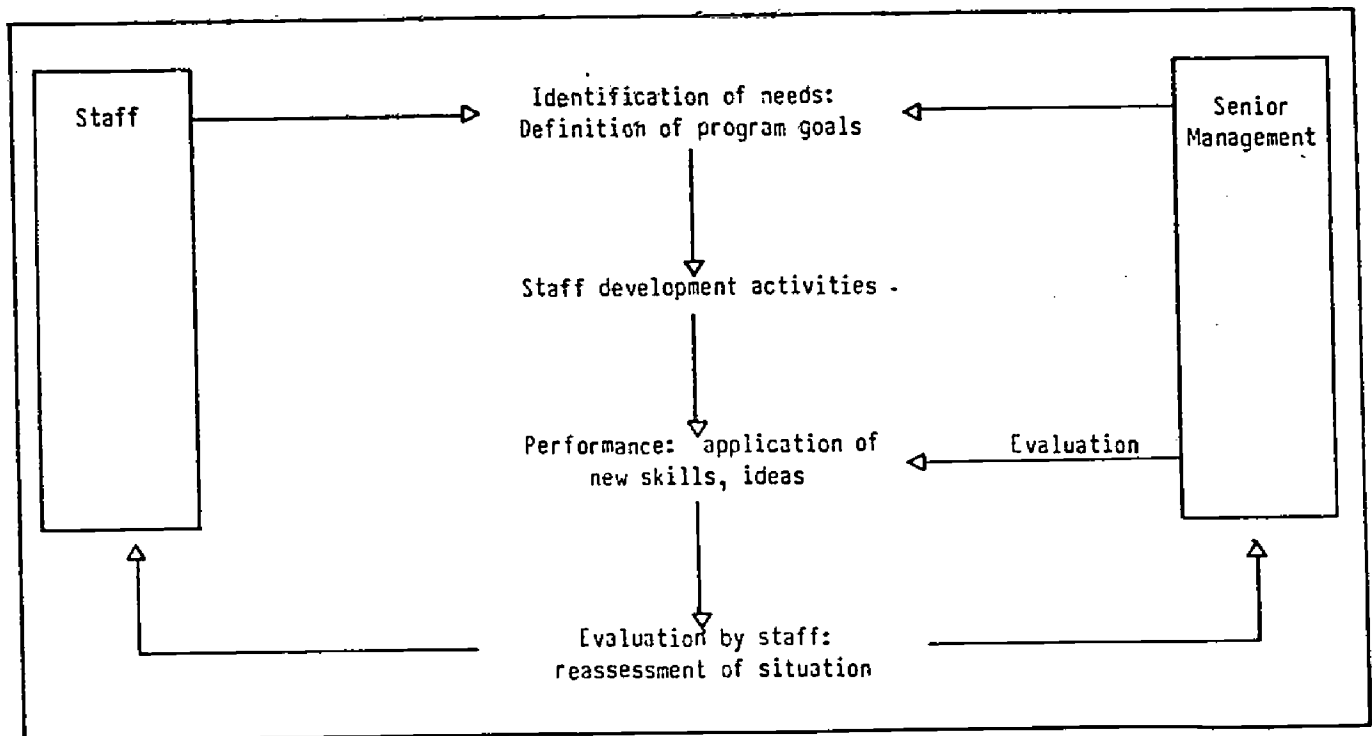 Staff
Identification of needs:
Definition of program goals
Senior
Management
Staff development activities
Performance: application of
new skills, ideas
Evaluation
Evaluation by staff:
reassessment of situation